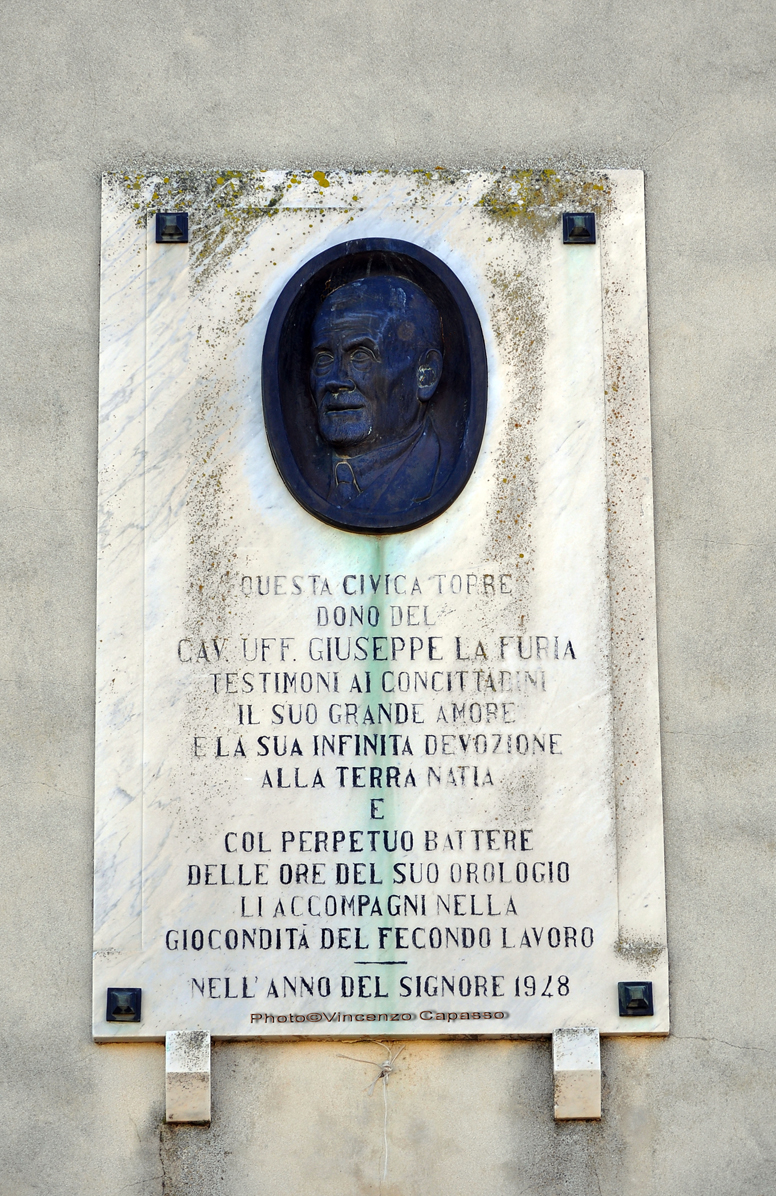 QUESTA CIVICA TORRE
DONO DEL
CAV. UFF. GIUSEPPE LA FURIA
TESTIMONI AI CONCITTADINI
IL SUO GRANDE AMORE
E LA SUA INFINITA DEVOZIONE
ALLA TERRA NATIA
E
COL PERPETUO BATTERE
DELLE ORE DEL SUO OROLOGIO
LI ACCOMPAGNI NELLA
GIOCONDITÀ DEL FECONDO LAVORO
NELL'ANNO DEL SIGNORE 1948
Photo©Vincenzo Capasso